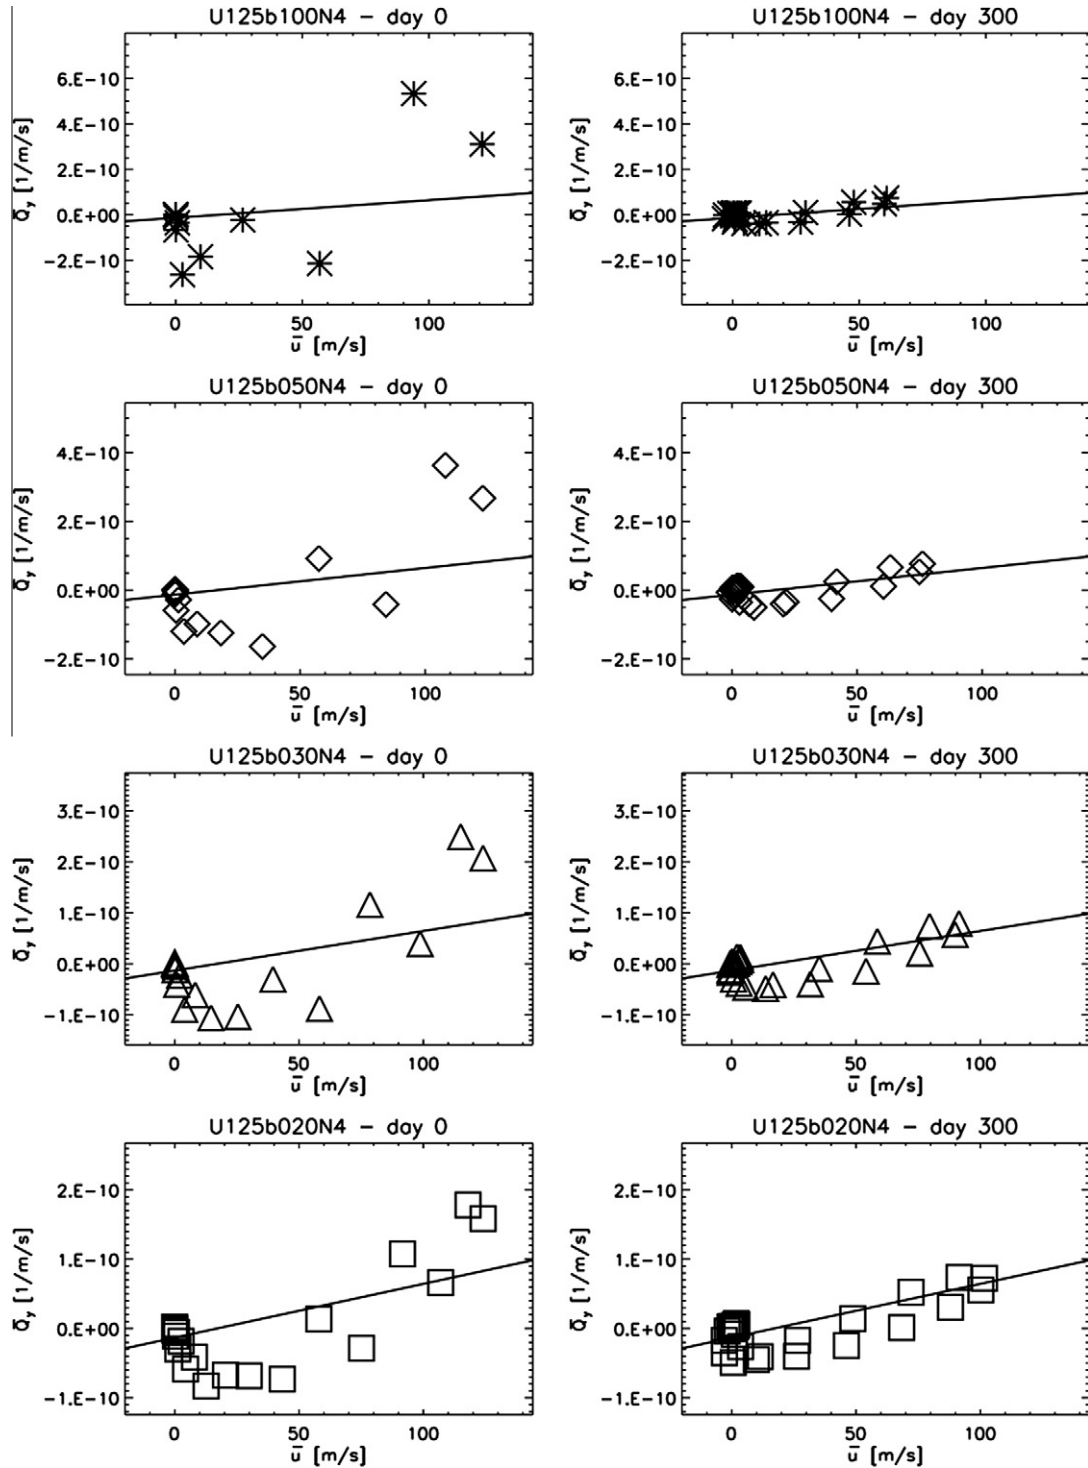 U125b100N4 – day 0
U125b100N4 – day 300
Q̄y [1/m/s]
6.E-10
4.E-10
2.E-10
0.E+00
-2.E-10
0 50 100
ū [m/s]
Q̄y [1/m/s]
6.E-10
4.E-10
2.E-10
0.E+00
-2.E-10
0 50 100
ū [m/s]
U125b050N4 – day 0
U125b050N4 – day 300
Q̄y [1/m/s]
4.E-10
2.E-10
0.E+00
-2.E-10
0 50 100
ū [m/s]
Q̄y [1/m/s]
4.E-10
2.E-10
0.E+00
-2.E-10
0 50 100
ū [m/s]
U125b030N4 – day 0
U125b030N4 – day 300
Q̄y [1/m/s]
3.E-10
2.E-10
1.E-10
0.E+00
-1.E-10
0 50 100
ū [m/s]
Q̄y [1/m/s]
3.E-10
2.E-10
1.E-10
0.E+00
-1.E-10
0 50 100
ū [m/s]
U125b020N4 – day 0
U125b020N4 – day 300
Q̄y [1/m/s]
2.E-10
1.E-10
0.E+00
-1.E-10
0 50 100
ū [m/s]
Q̄y [1/m/s]
2.E-10
1.E-10
0.E+00
-1.E-10
0 50 100
ū [m/s]